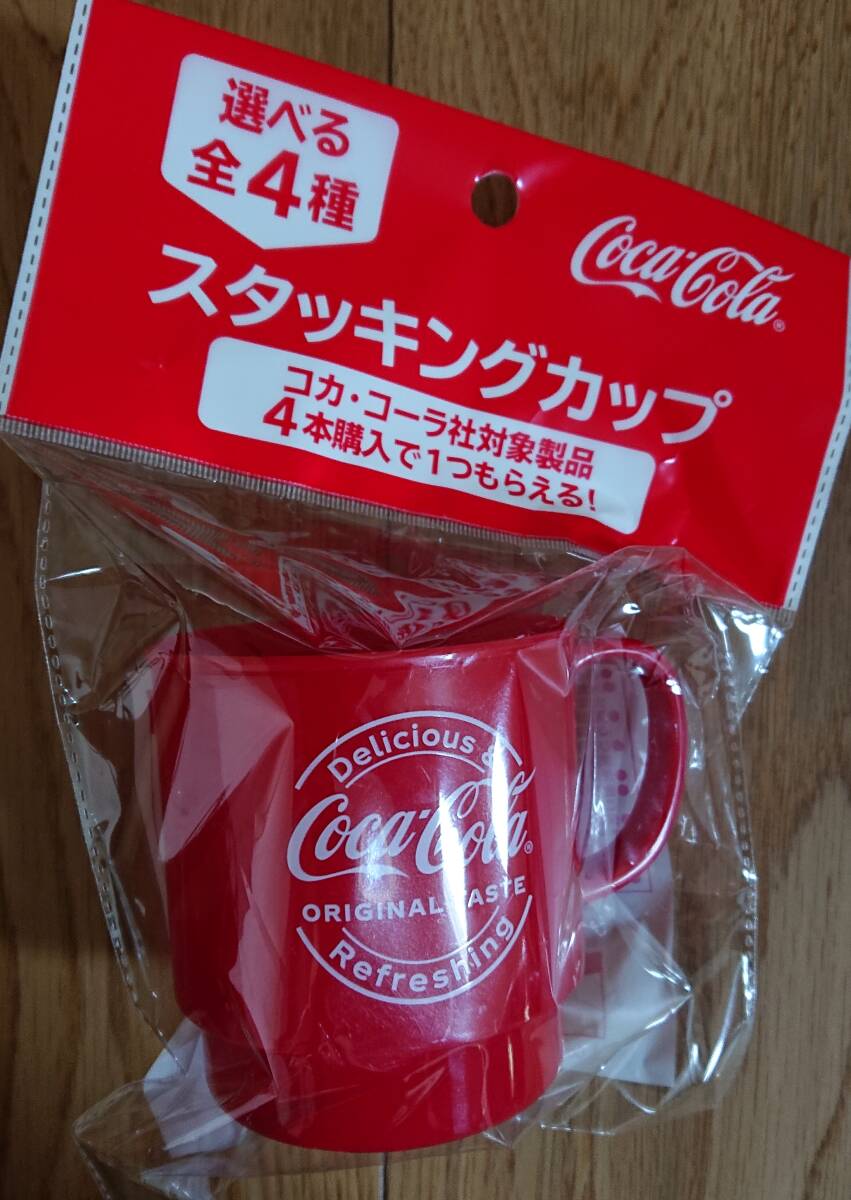 選べる
全4種
Coca-Cola®
スタッキングカップ
コカ・コーラ社対象製品
4本購入で1つもらえる!
Delicious &
Coca-Cola®
ORIGINAL TASTE
Refreshing